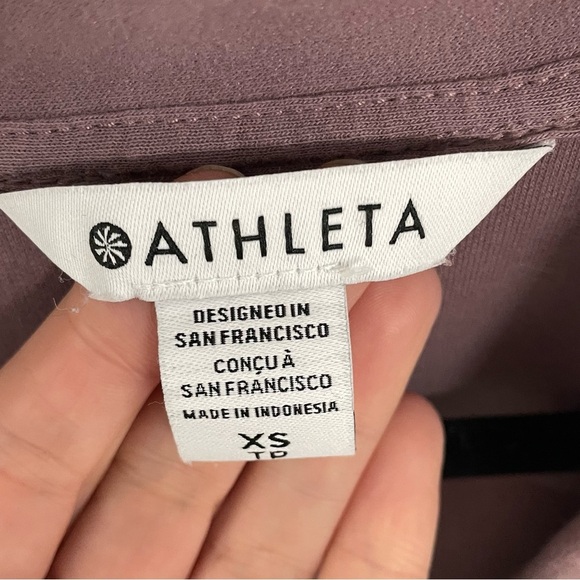 ATHLETA
DESIGNED IN
SAN FRANCISCO
CONÇU À
SAN FRANCISCO
MADE IN INDONESIA
XS